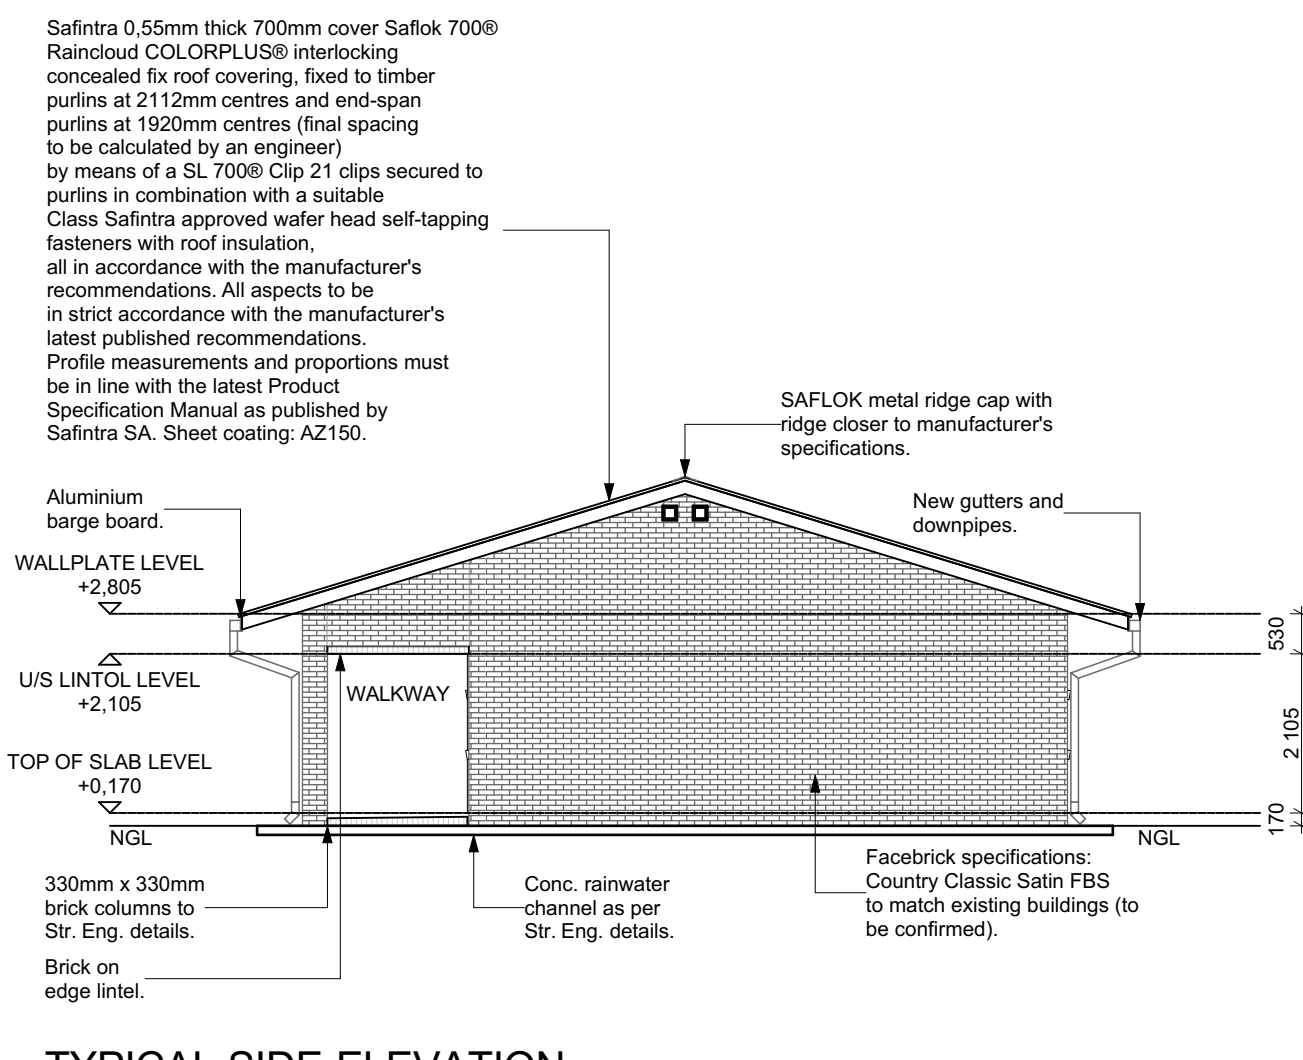 Safintra 0,55mm thick 700mm cover Saflok 700®
Raincloud COLORPLUS® interlocking
concealed fix roof covering, fixed to timber
purlins at 2112mm centres and end-span
purlins at 1920mm centres (final spacing
to be calculated by an engineer)
by means of a SL 700® Clip 21 clips secured to
purlins in combination with a suitable
Class Safintra approved wafer head self-tapping
fasteners with roof insulation,
all in accordance with the manufacturer's
recommendations. All aspects to be
in strict accordance with the manufacturer's
latest published recommendations.
Profile measurements and proportions must
be in line with the latest Product
Specification Manual as published by
Safintra SA. Sheet coating: AZ150.
SAFLOK metal ridge cap with
ridge closer to manufacturer's
specifications.
Aluminium
barge board.
New gutters and
downpipes.
WALLPLATE LEVEL
+2,805
U/S LINTOL LEVEL
+2,105
TOP OF SLAB LEVEL
+0,170
NGL
WALKWAY
530
2 105
170
NGL
330mm x 330mm
brick columns to
Str. Eng. details.
Brick on
edge lintel.
Conc. rainwater
channel as per
Str. Eng. details.
Facebrick specifications:
Country Classic Satin FBS
to match existing buildings (to
be confirmed).
TYPICAL SIDE ELEVATION